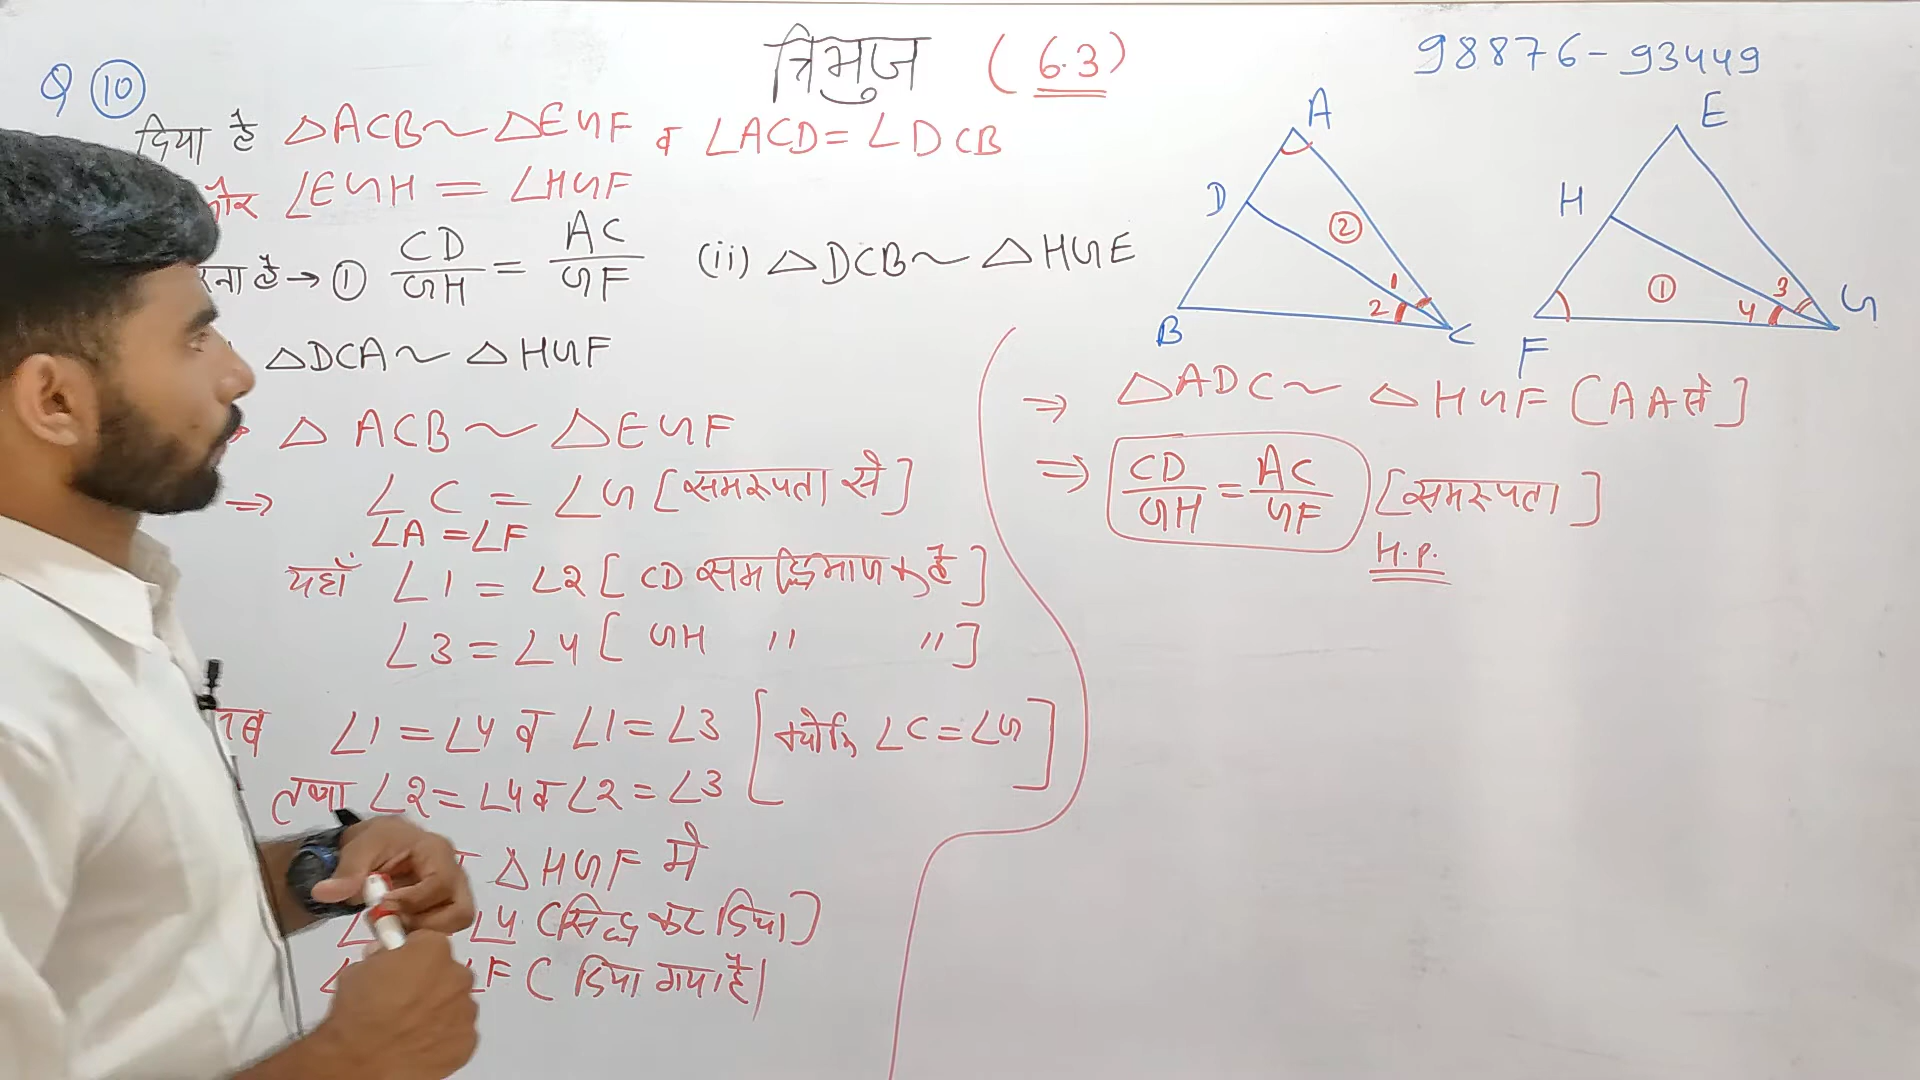 त्रिभुज (6.3)
98876-93449
Q 10
दिया है △ACB ~ △EGF व ∠ACD = ∠DCB
∠EGH = ∠HGF
→ ① CD/GH = AC/GF (ii) △DCB ~ △HGE
△DCA ~ △HGF
△ ACB ~ △EGF
⇒ ∠C = ∠G [समरूपता से]
∠A = ∠F
यहाँ ∠1 = ∠2 [CD समद्विभाजक है]
∠3 = ∠4 [GH " "]
∠1 = ∠4 व ∠1 = ∠3 [क्योंकि ∠C = ∠G]
तथा ∠2 = ∠4 व ∠2 = ∠3
△HGF में
∠4 (सिद्ध कर दिया)
∠F (दिया गया है)
A
D
②
1
2
B
C
E
H
①
3
4
F
G
⇒ △ADC ~ △HGF [AA से]
⇒ CD/GH = AC/GF [समरूपता]
H.P.